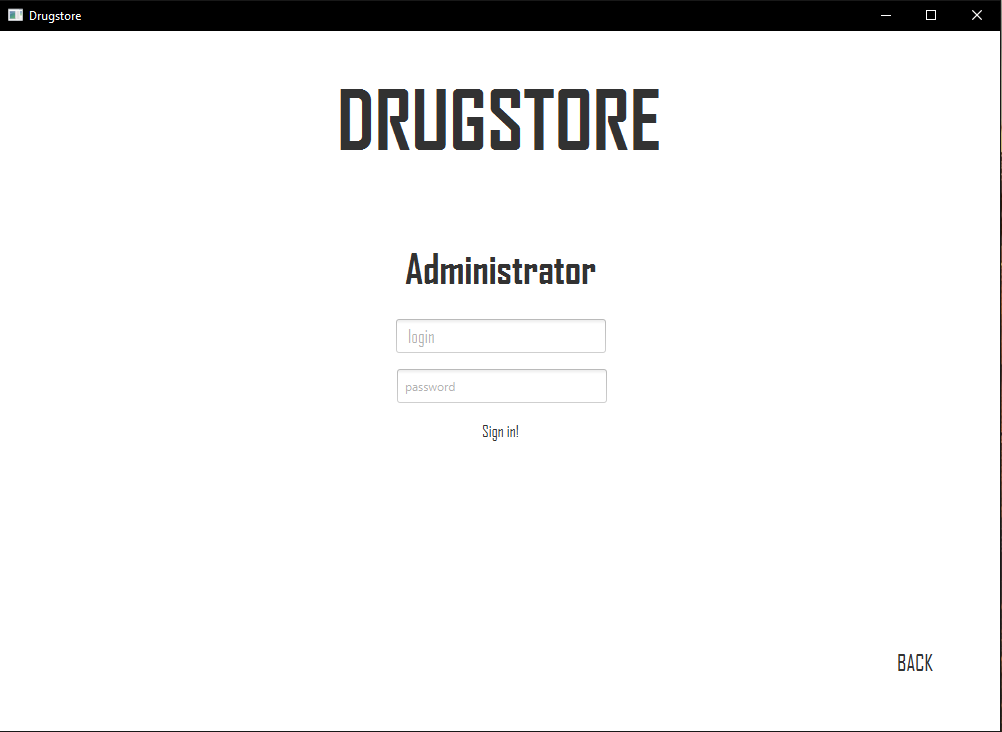 Drugstore
DRUGSTORE
Administrator
login
password
Sign in!
BACK